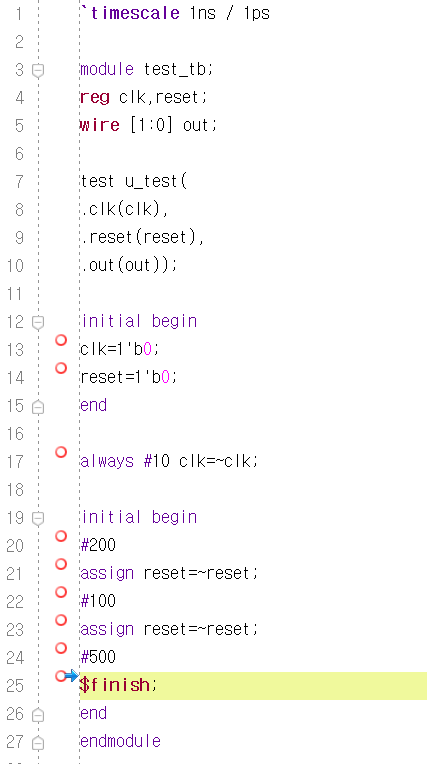 1 `timescale 1ns / 1ps
2
3 module test_tb;
4 reg clk,reset;
5 wire [1:0] out;
6
7 test u_test(
8 .clk(clk),
9 .reset(reset),
10 .out(out));
11
12 initial begin
13 clk=1'b0;
14 reset=1'b0;
15 end
16
17 always #10 clk=~clk;
18
19 initial begin
20 #200
21 assign reset=~reset;
22 #100
23 assign reset=~reset;
24 #500
25 $finish;
26 end
27 endmodule